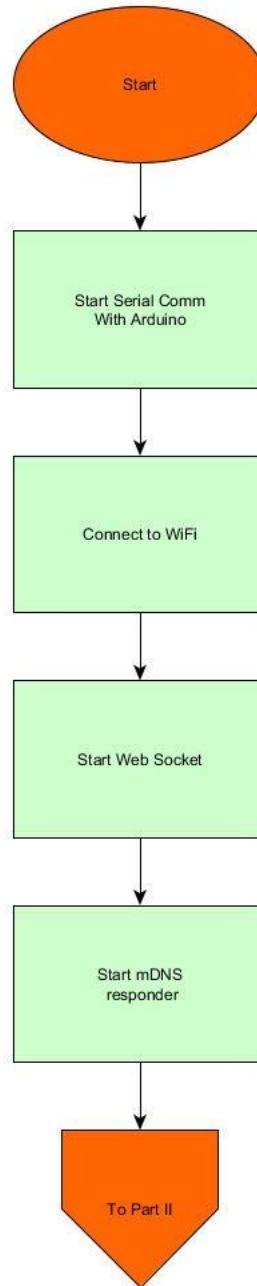 Start
Start Serial Comm
With Arduino
Connect to WiFi
Start Web Socket
Start mDNS
responder
To Part II